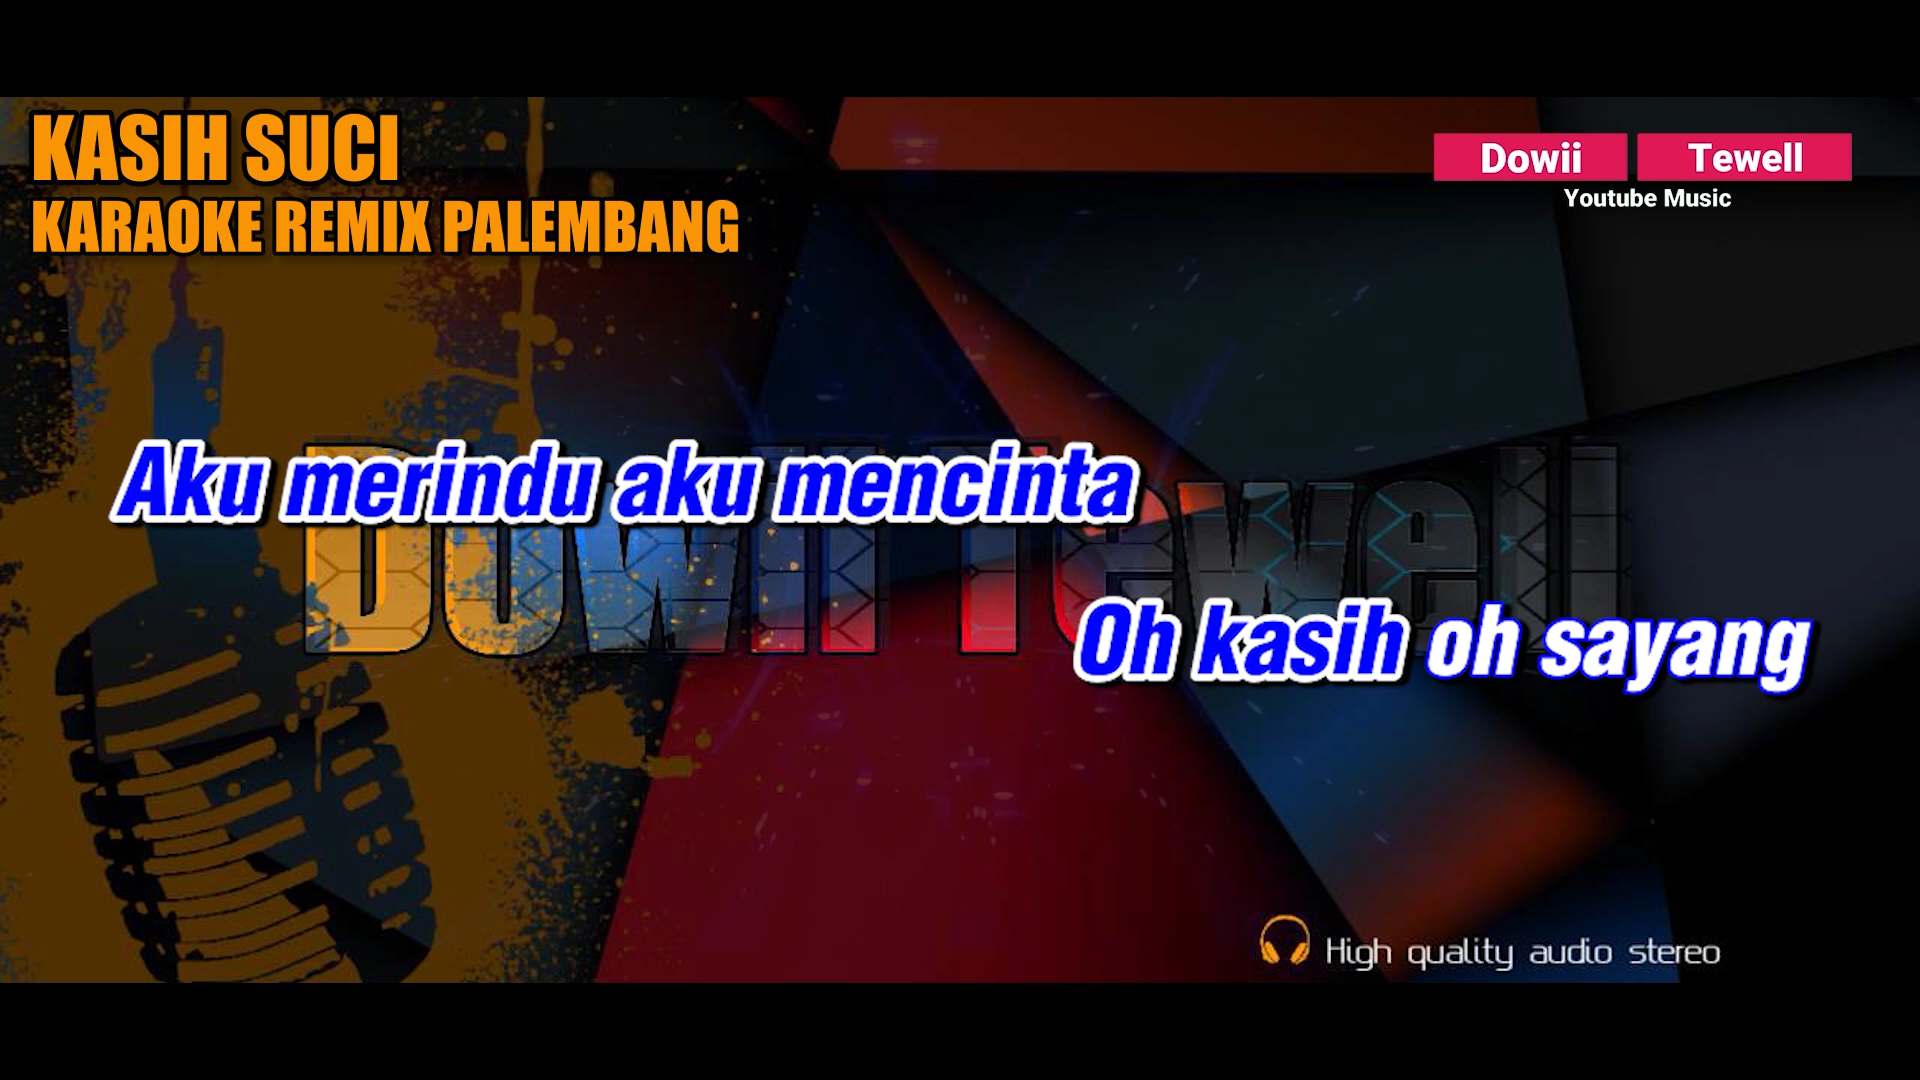 KASIH SUCI
KARAOKE REMIX PALEMBANG
Dowii Tewell
Youtube Music
Aku merindu aku mencinta
Dowii Tewell
Oh kasih oh sayang
High quality audio stereo